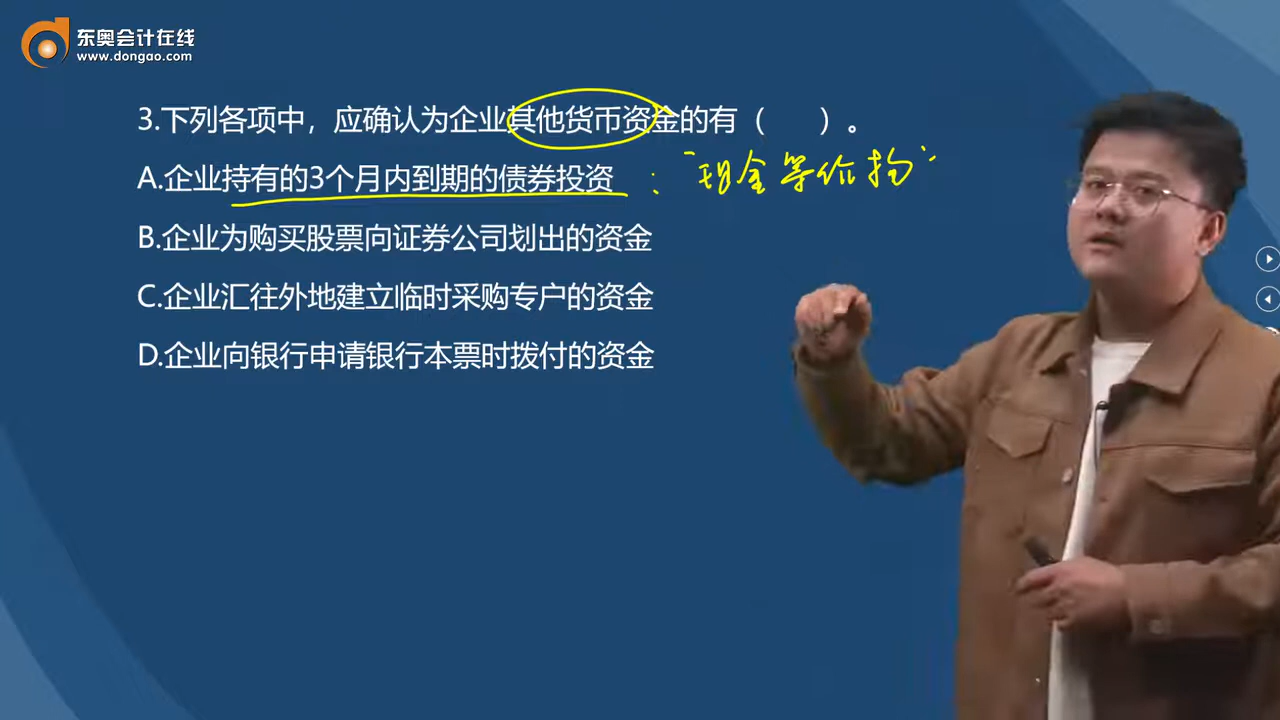 东奥会计在线
www.dongao.com
3.下列各项中，应确认为企业其他货币资金的有（ ）。
A.企业持有的3个月内到期的债券投资 : “现金等价物”
B.企业为购买股票向证券公司划出的资金
C.企业汇往外地建立临时采购专户的资金
D.企业向银行申请银行本票时拨付的资金